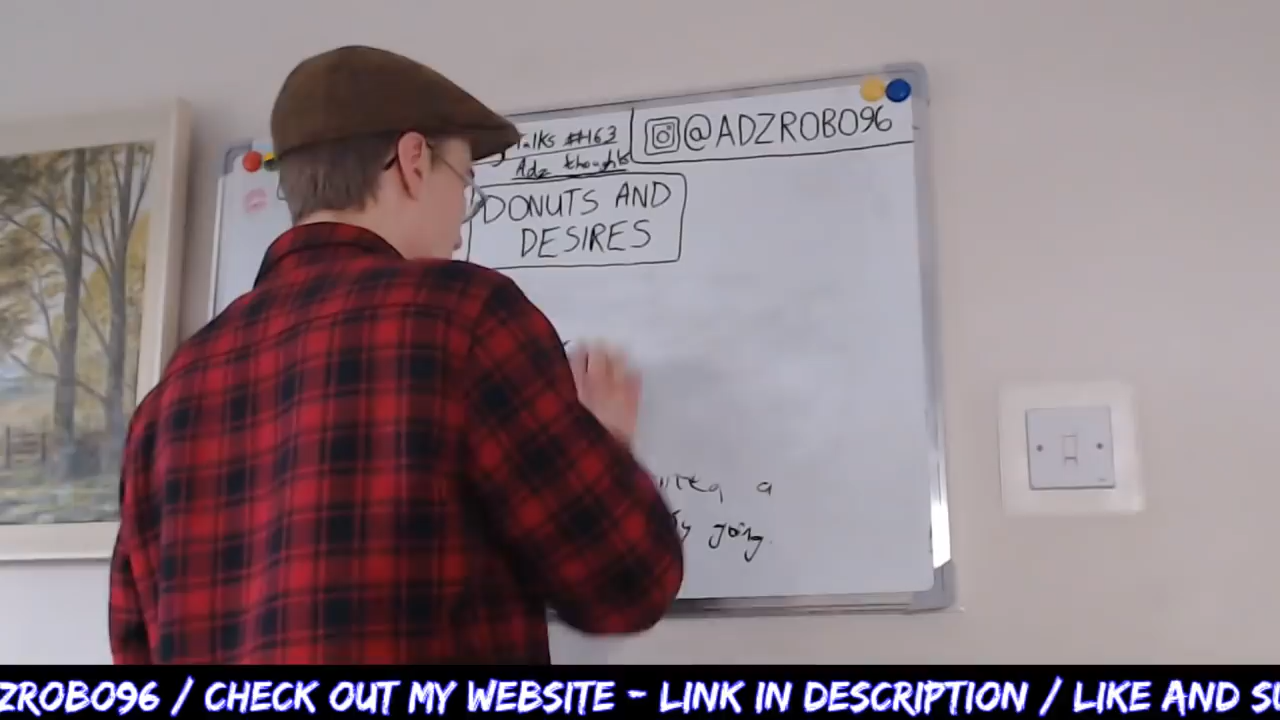 Talks #163
Adz thoughts
@ADZROBO96
DONUTS AND
DESIRES
a
going.
ZROBO96 / CHECK OUT MY WEBSITE - LINK IN DESCRIPTION / LIKE AND SU